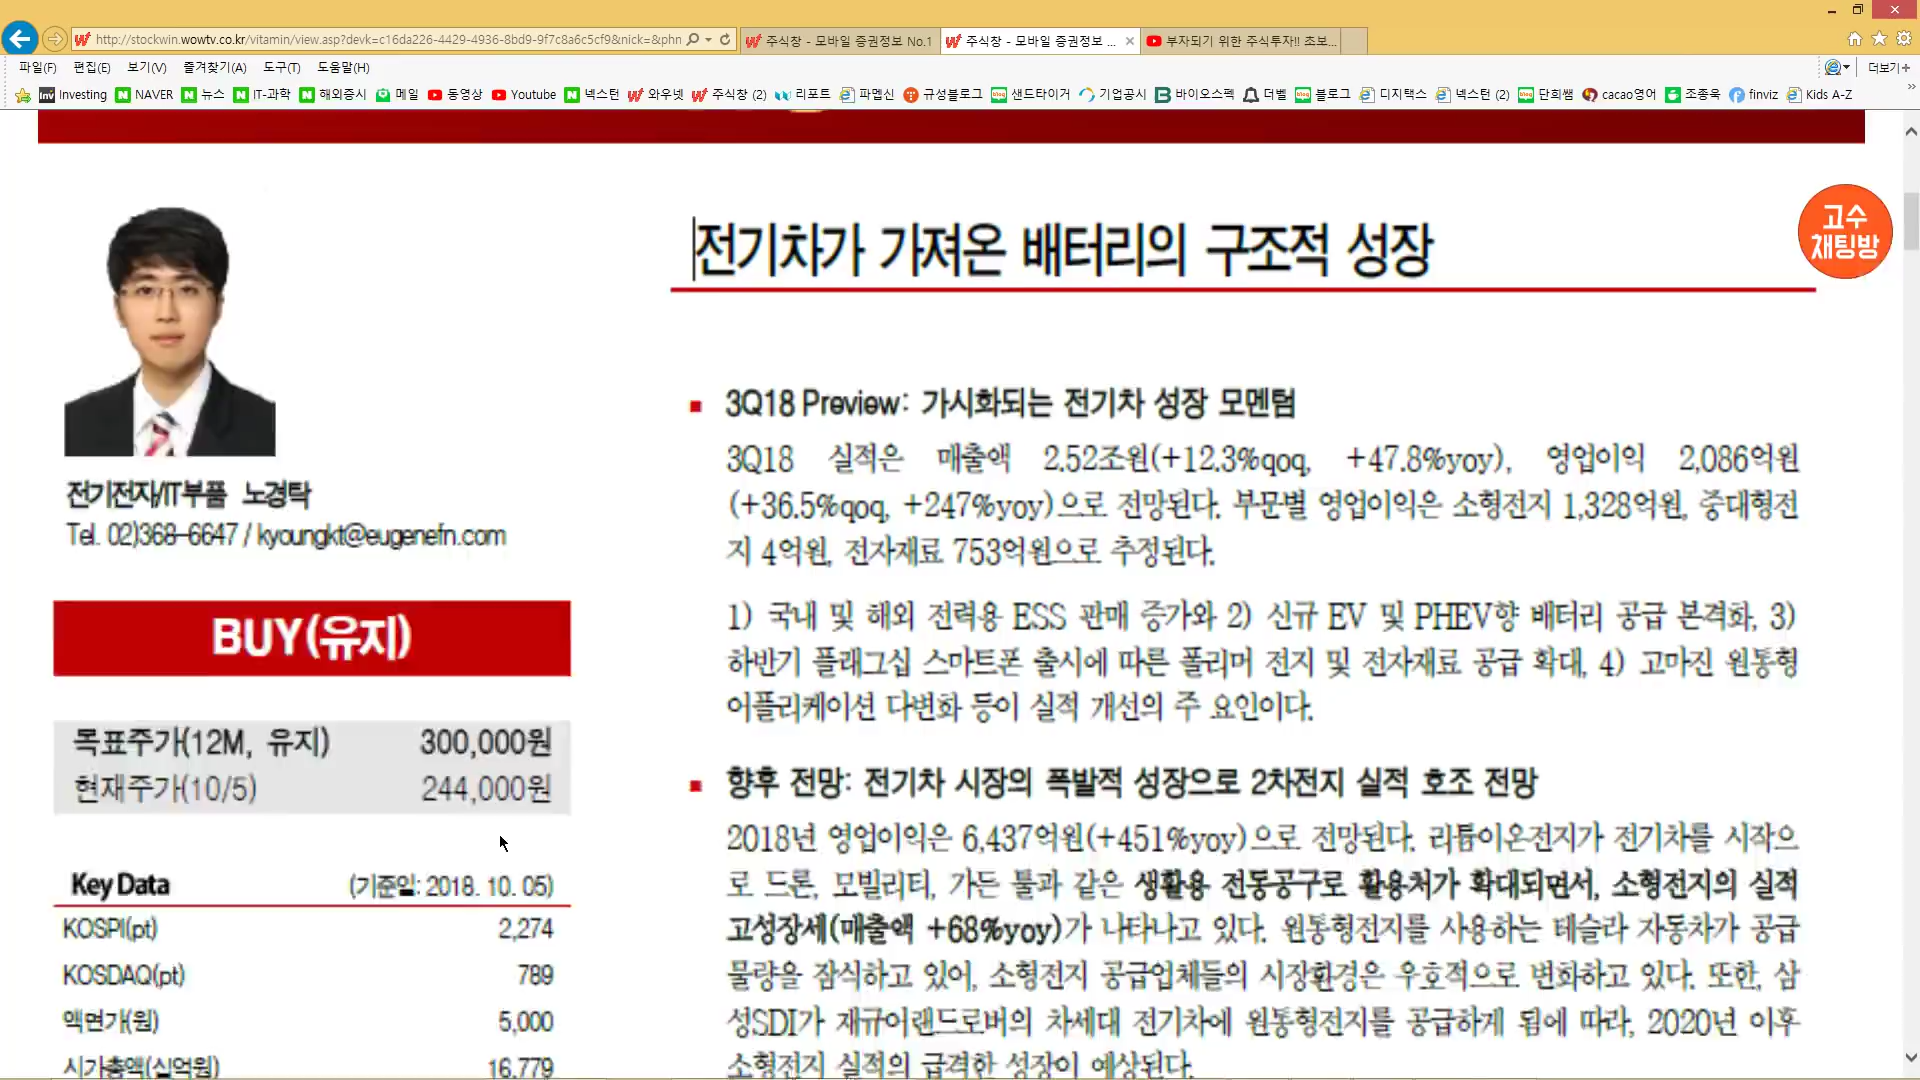 http://stockwin.wowtv.co.kr/vitamin/view.asp?devk=c16da226-4429-4936-8bd9-9f7c8a6c5cf9&nick=&phn
주식창 - 모바일 증권정보 No.1
주식창 - 모바일 증권정보 ...
부자되기 위한 주식투자!! 초보...
파일(F) 편집(E) 보기(V) 즐겨찾기(A) 도구(T) 도움말(H)
더보기
Investing NAVER 뉴스 IT-과학 해외증시 메일 동영상 Youtube 넥스턴 와우넷 주식창 (2) 리포트 파멥신 규성블로그 샌드타이거 기업공시 바이오스펙 더벨 블로그 디지택스 넥스턴 (2) 단희쌤 cacao영어 조종욱 finviz Kids A-Z
고수
채팅방
전기차가 가져온 배터리의 구조적 성장
전기전자/IT부품 노경탁
Tel. 02)368-6647 / kyoungkt@eugenefn.com
BUY(유지)
목표주가(12M, 유지) 300,000원
현재주가(10/5) 244,000원
Key Data (기준일: 2018. 10. 05)
KOSPI(pt) 2,274
KOSDAQ(pt) 789
액면가(원) 5,000
시가총액(십억원) 16,779
3Q18 Preview: 가시화되는 전기차 성장 모멘텀
3Q18 실적은 매출액 2.52조원(+12.3%qoq, +47.8%yoy), 영업이익 2,086억원
(+36.5%qoq, +247%yoy)으로 전망된다. 부문별 영업이익은 소형전지 1,328억원, 중대형전
지 4억원, 전자재료 753억원으로 추정된다.
1) 국내 및 해외 전력용 ESS 판매 증가와 2) 신규 EV 및 PHEV향 배터리 공급 본격화, 3)
하반기 플래그십 스마트폰 출시에 따른 폴리머 전지 및 전자재료 공급 확대, 4) 고마진 원통형
어플리케이션 다변화 등이 실적 개선의 주 요인이다.
향후 전망: 전기차 시장의 폭발적 성장으로 2차전지 실적 호조 전망
2018년 영업이익은 6,437억원(+451%yoy)으로 전망된다. 리튬이온전지가 전기차를 시작으
로 드론, 모빌리티, 가든 툴과 같은 생활용 전동공구로 활용처가 확대되면서, 소형전지의 실적
고성장세(매출액 +68%yoy)가 나타나고 있다. 원통형전지를 사용하는 테슬라 자동차가 공급
물량을 잠식하고 있어, 소형전지 공급업체들의 시장환경은 우호적으로 변화하고 있다. 또한, 삼
성SDI가 재규어랜드로버의 차세대 전기차에 원통형전지를 공급하게 됨에 따라, 2020년 이후
소형전지 실적의 급격한 성장이 예상된다.